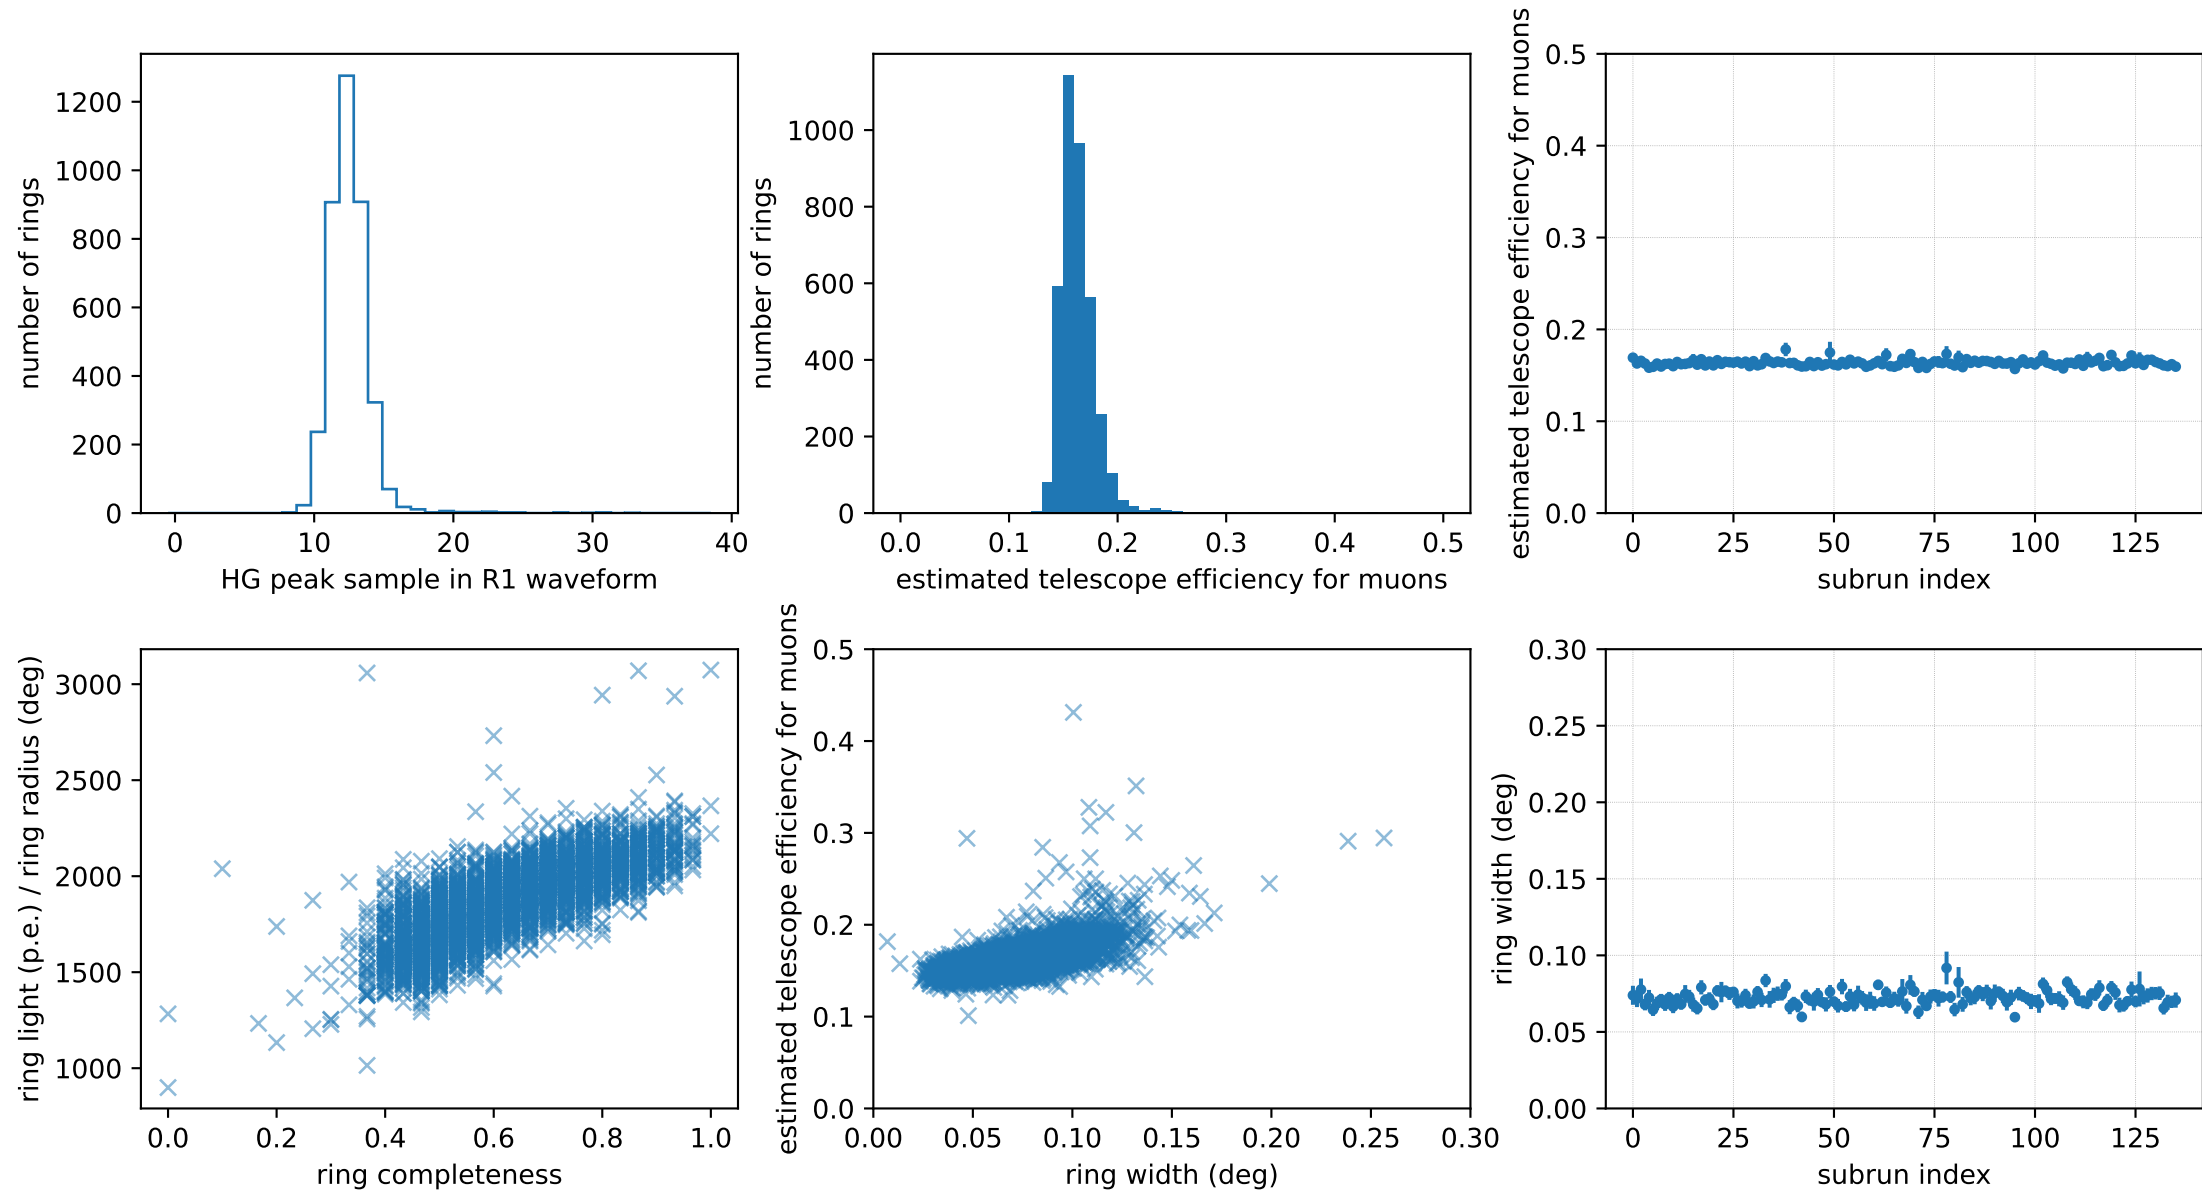 number of rings
1200
1000
800
600
400
200
0
0 10 20 30 40
HG peak sample in R1 waveform
number of rings
1000
800
600
400
200
0
0.0 0.1 0.2 0.3 0.4 0.5
estimated telescope efficiency for muons
estimated telescope efficiency for muons
0.5
0.4
0.3
0.2
0.1
0.0
0 25 50 75 100 125
subrun index
ring light (p.e.) / ring radius (deg)
3000
2500
2000
1500
1000
0.0 0.2 0.4 0.6 0.8 1.0
ring completeness
estimated telescope efficiency for muons
0.5
0.4
0.3
0.2
0.1
0.0
0.00 0.05 0.10 0.15 0.20 0.25 0.30
ring width (deg)
ring width (deg)
0.30
0.25
0.20
0.15
0.10
0.05
0.00
0 25 50 75 100 125
subrun index